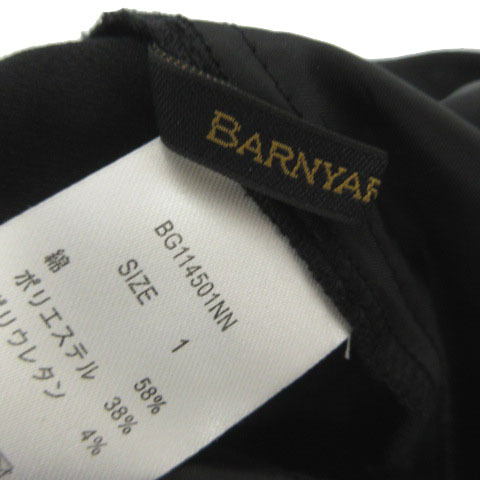 BARNYAR
BG114501NN
SIZE 1
綿 58%
ポリエステル 38%
ポリウレタン 4%